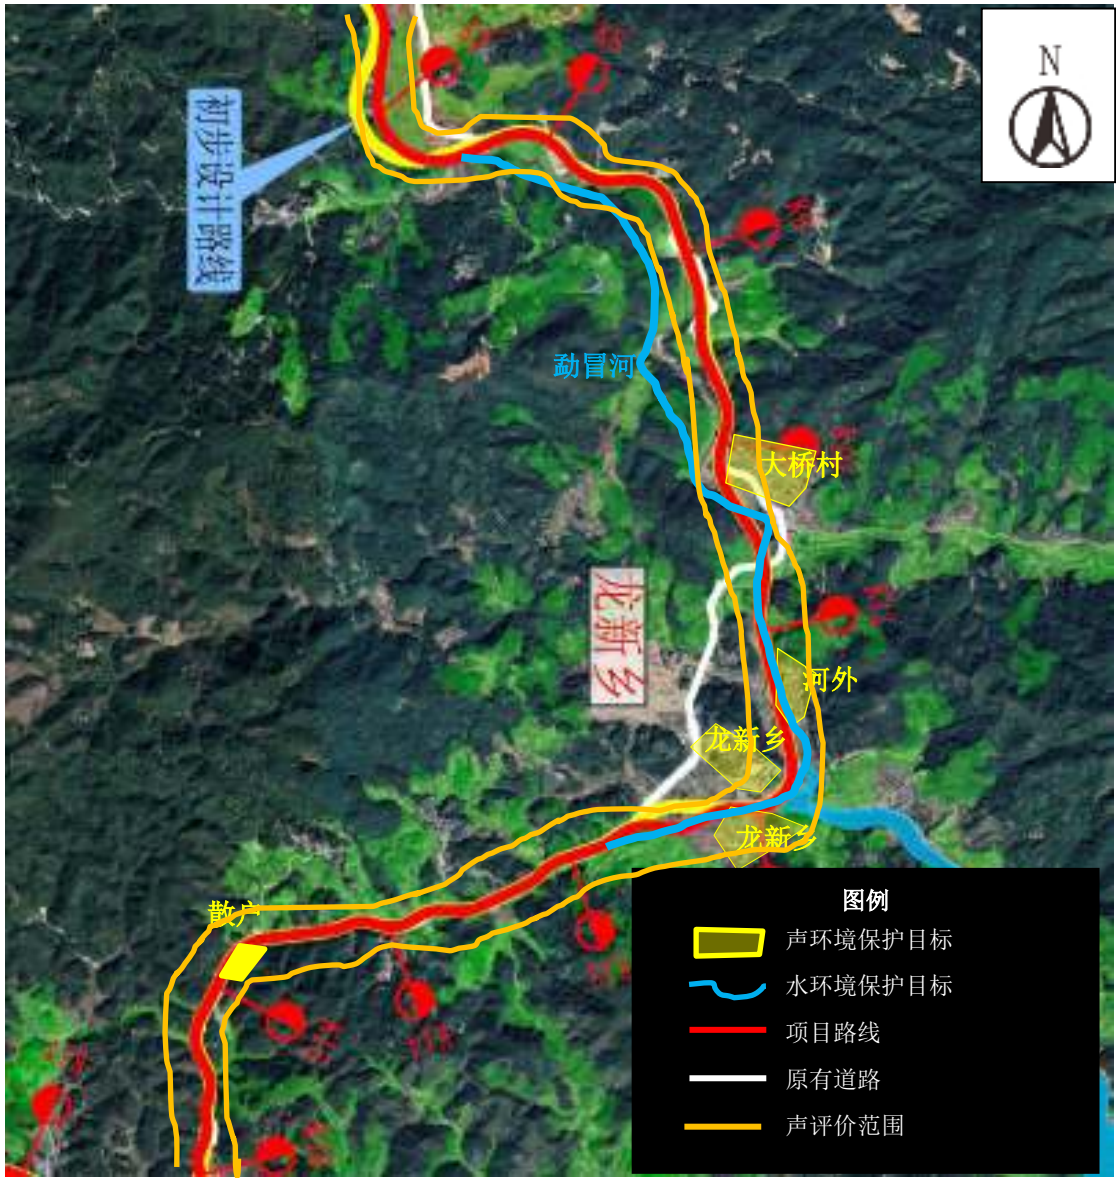 N
初步设计路线
勐冒河
大桥村
龙新乡
河外
龙新乡
龙新乡
散户
图例
声环境保护目标
水环境保护目标
项目路线
原有道路
声评价范围